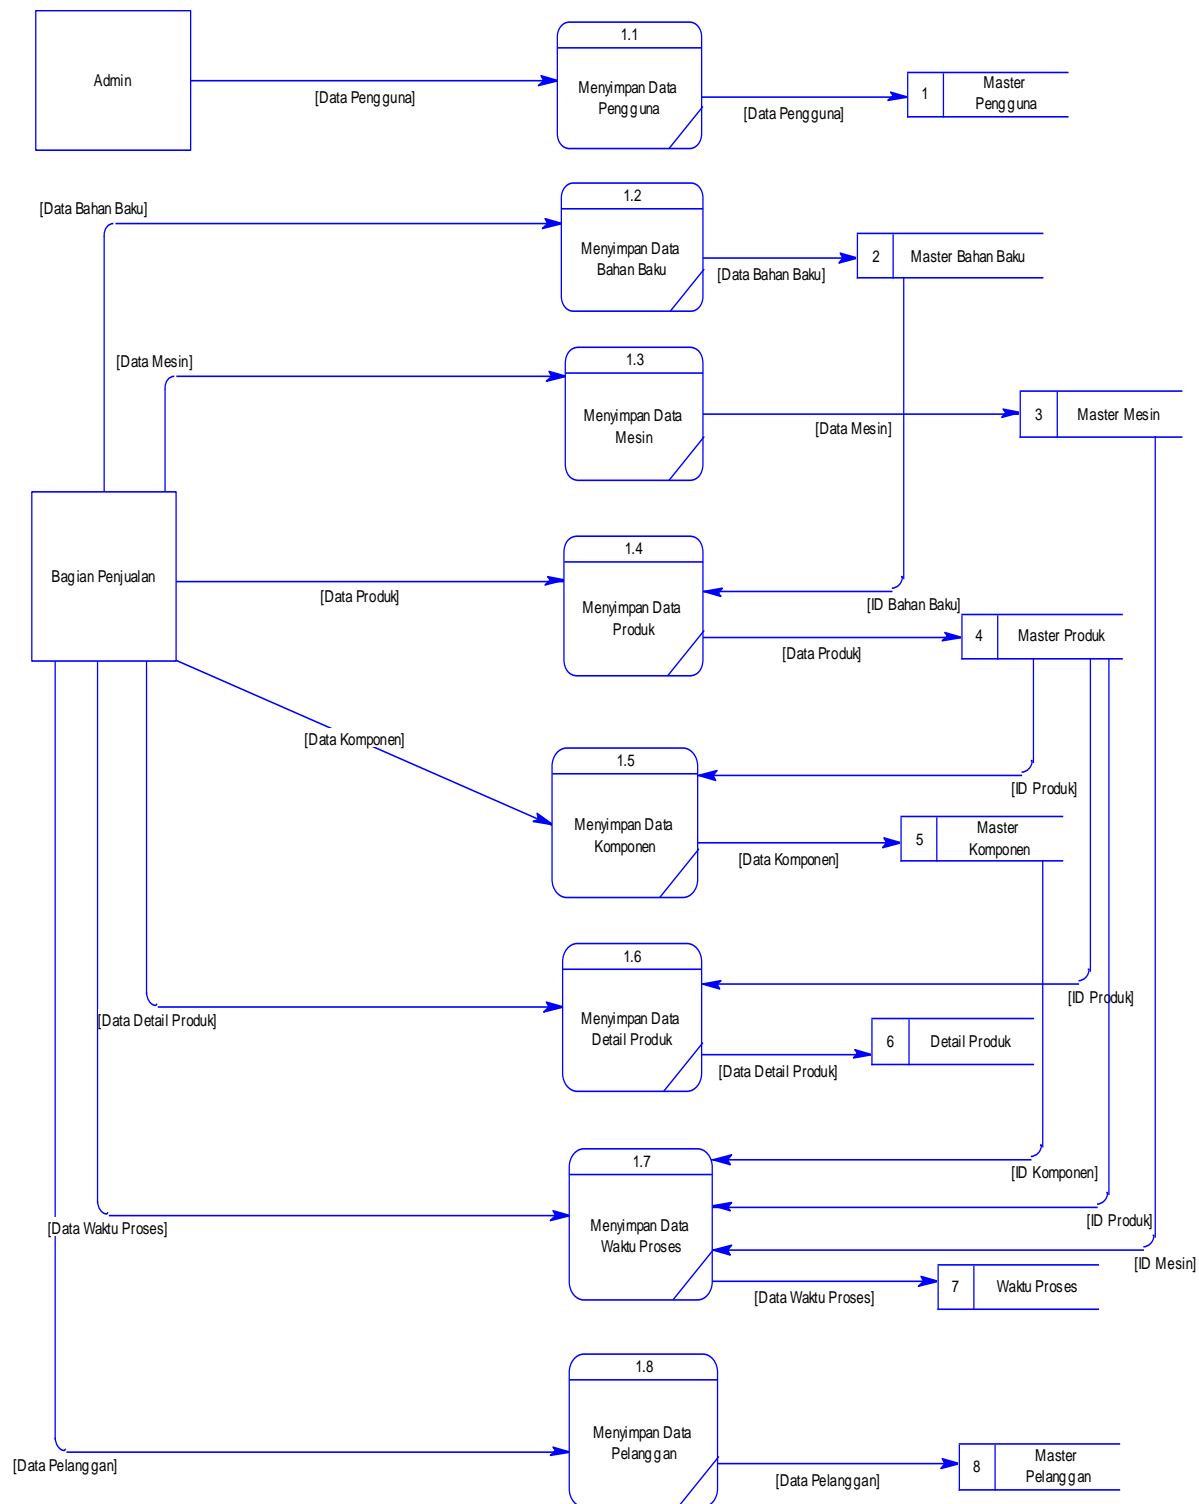 1.1
Admin
[Data Pengguna]
Menyimpan Data
Pengguna
[Data Pengguna]
1
Master
Pengguna
[Data Bahan Baku]
1.2
Menyimpan Data
Bahan Baku
[Data Bahan Baku]
2
Master Bahan Baku
[Data Mesin]
1.3
Menyimpan Data
Mesin
[Data Mesin]
3
Master Mesin
Bagian Penjualan
[Data Produk]
1.4
Menyimpan Data
Produk
[ID Bahan Baku]
[Data Produk]
4
Master Produk
[Data Komponen]
1.5
Menyimpan Data
Komponen
[ID Produk]
[Data Komponen]
5
Master
Komponen
1.6
[Data Detail Produk]
Menyimpan Data
Detail Produk
[ID Produk]
[Data Detail Produk]
6
Detail Produk
1.7
[Data Waktu Proses]
Menyimpan Data
Waktu Proses
[ID Komponen]
[ID Produk]
[ID Mesin]
[Data Waktu Proses]
7
Waktu Proses
1.8
[Data Pelanggan]
Menyimpan Data
Pelanggan
[Data Pelanggan]
8
Master
Pelanggan